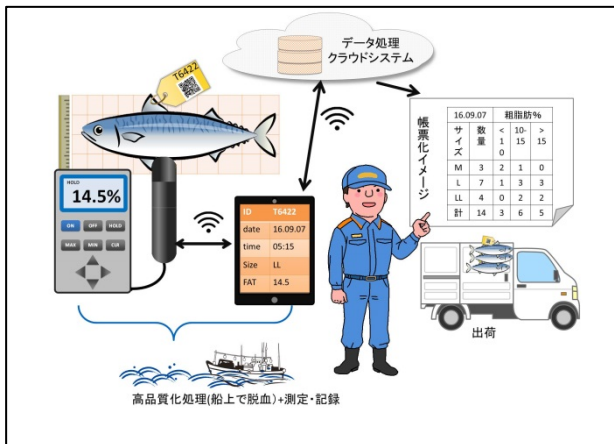 データ処理
クラウドシステム
T6422
HOLD
14.5%
ON OFF HOLD
MAX MIN CLR
ID T6422
date 16.09.07
time 05:15
Size LL
FAT 14.5
帳票化イメージ
16.09.07 粗脂肪%
サイズ 数量 <10 10-15 >15
M 3 2 1 0
L 7 1 3 3
LL 4 0 2 2
計 14 3 6 5
出荷
高品質化処理(船上で脱血)+測定・記録